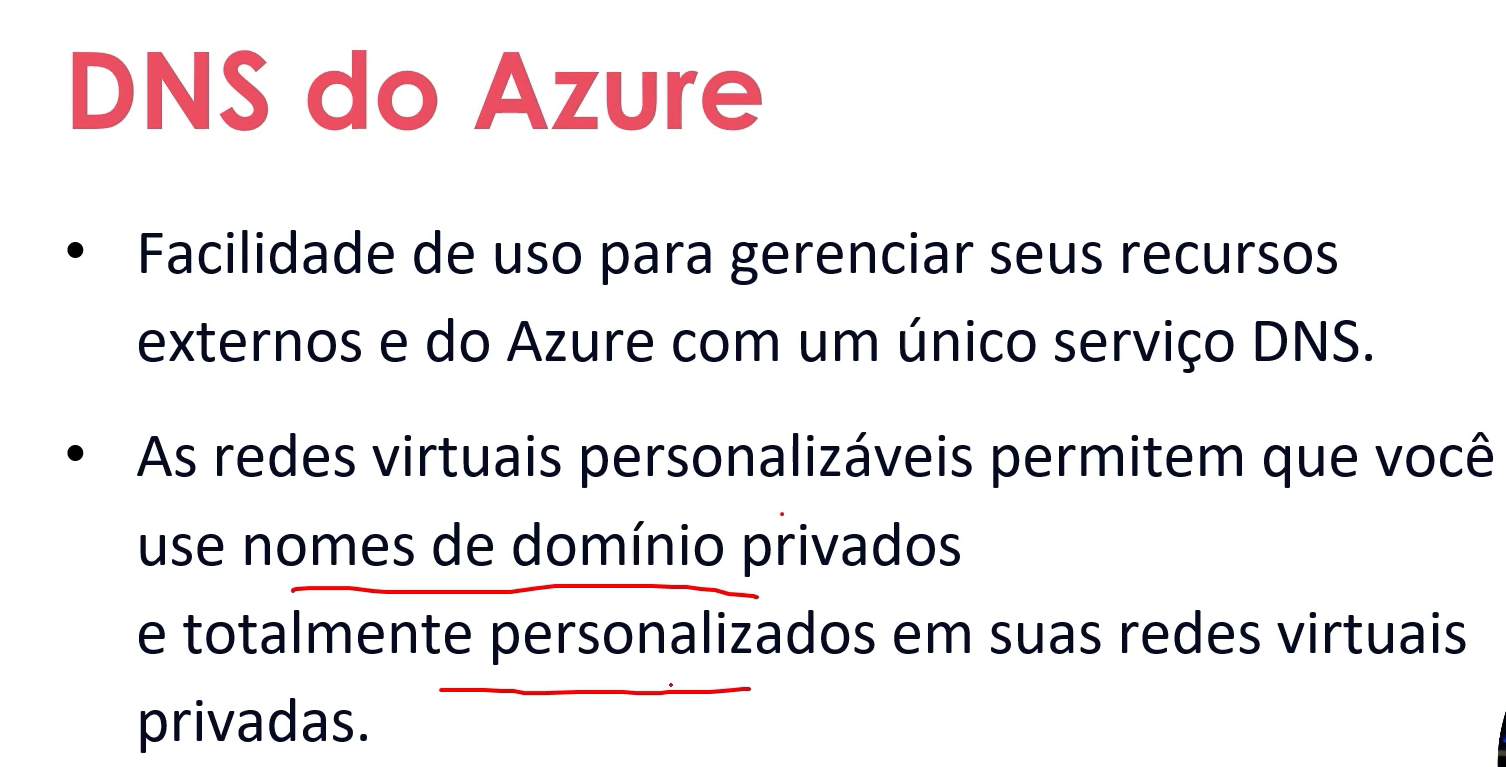 DNS do Azure
• Facilidade de uso para gerenciar seus recursos
externos e do Azure com um único serviço DNS.
• As redes virtuais personalizáveis permitem que você
use nomes de domínio privados
e totalmente personalizados em suas redes virtuais
privadas.